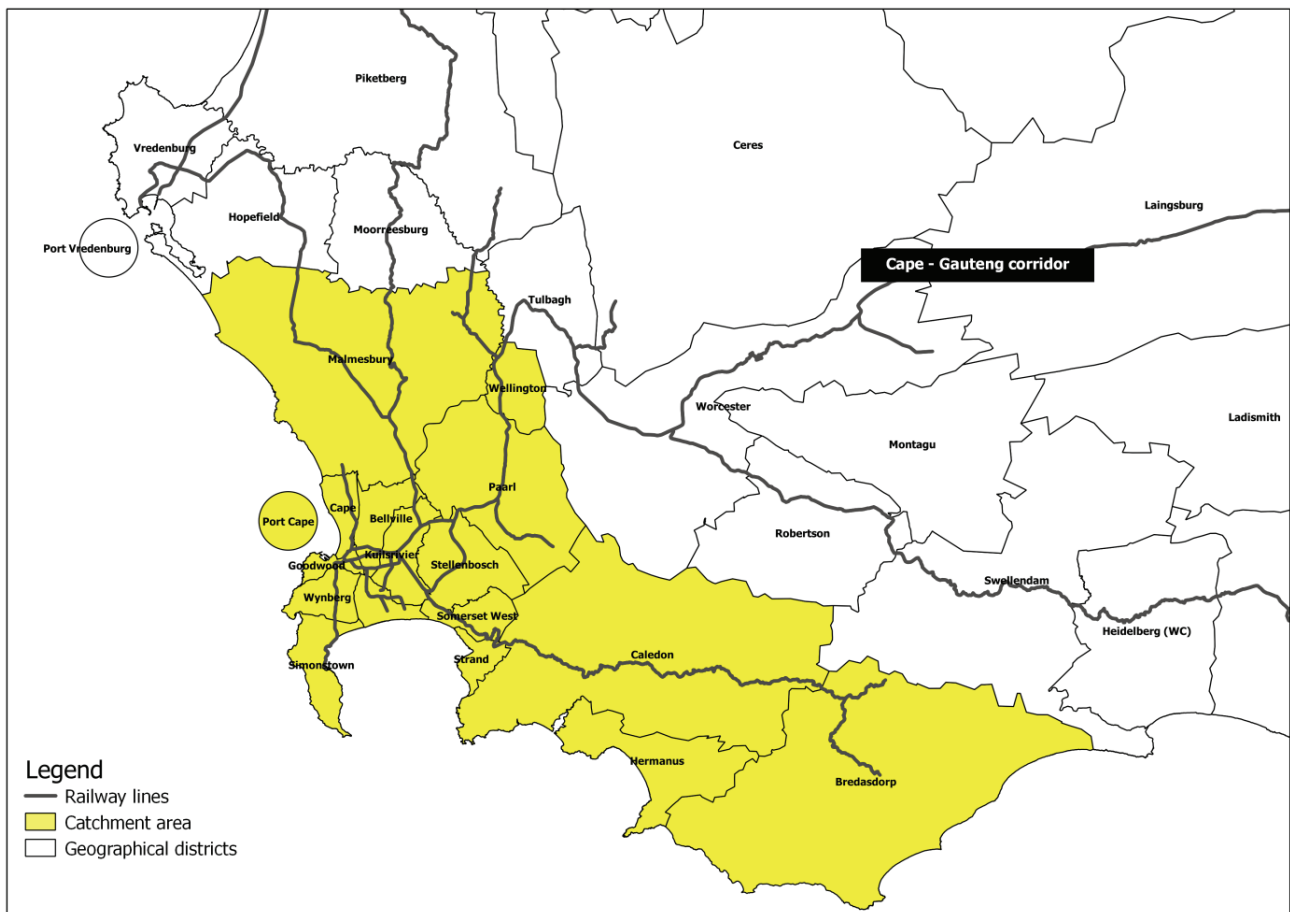 Piketberg
Vredenburg
Ceres
Laingsburg
Hopefield
Moorreesburg
Port Vredenburg
Cape - Gauteng corridor
Tulbagh
Malmesbury
Wellington
Worcester
Ladismith
Montagu
Paarl
Cape
Bellville
Port Cape
Robertson
Kuilsrivier
Goodwood
Stellenbosch
Swellendam
Wynberg
Somerset West
Heidelberg (WC)
Caledon
Strand
Simonstown
Hermanus
Bredasdorp
Legend
Railway lines
Catchment area
Geographical districts